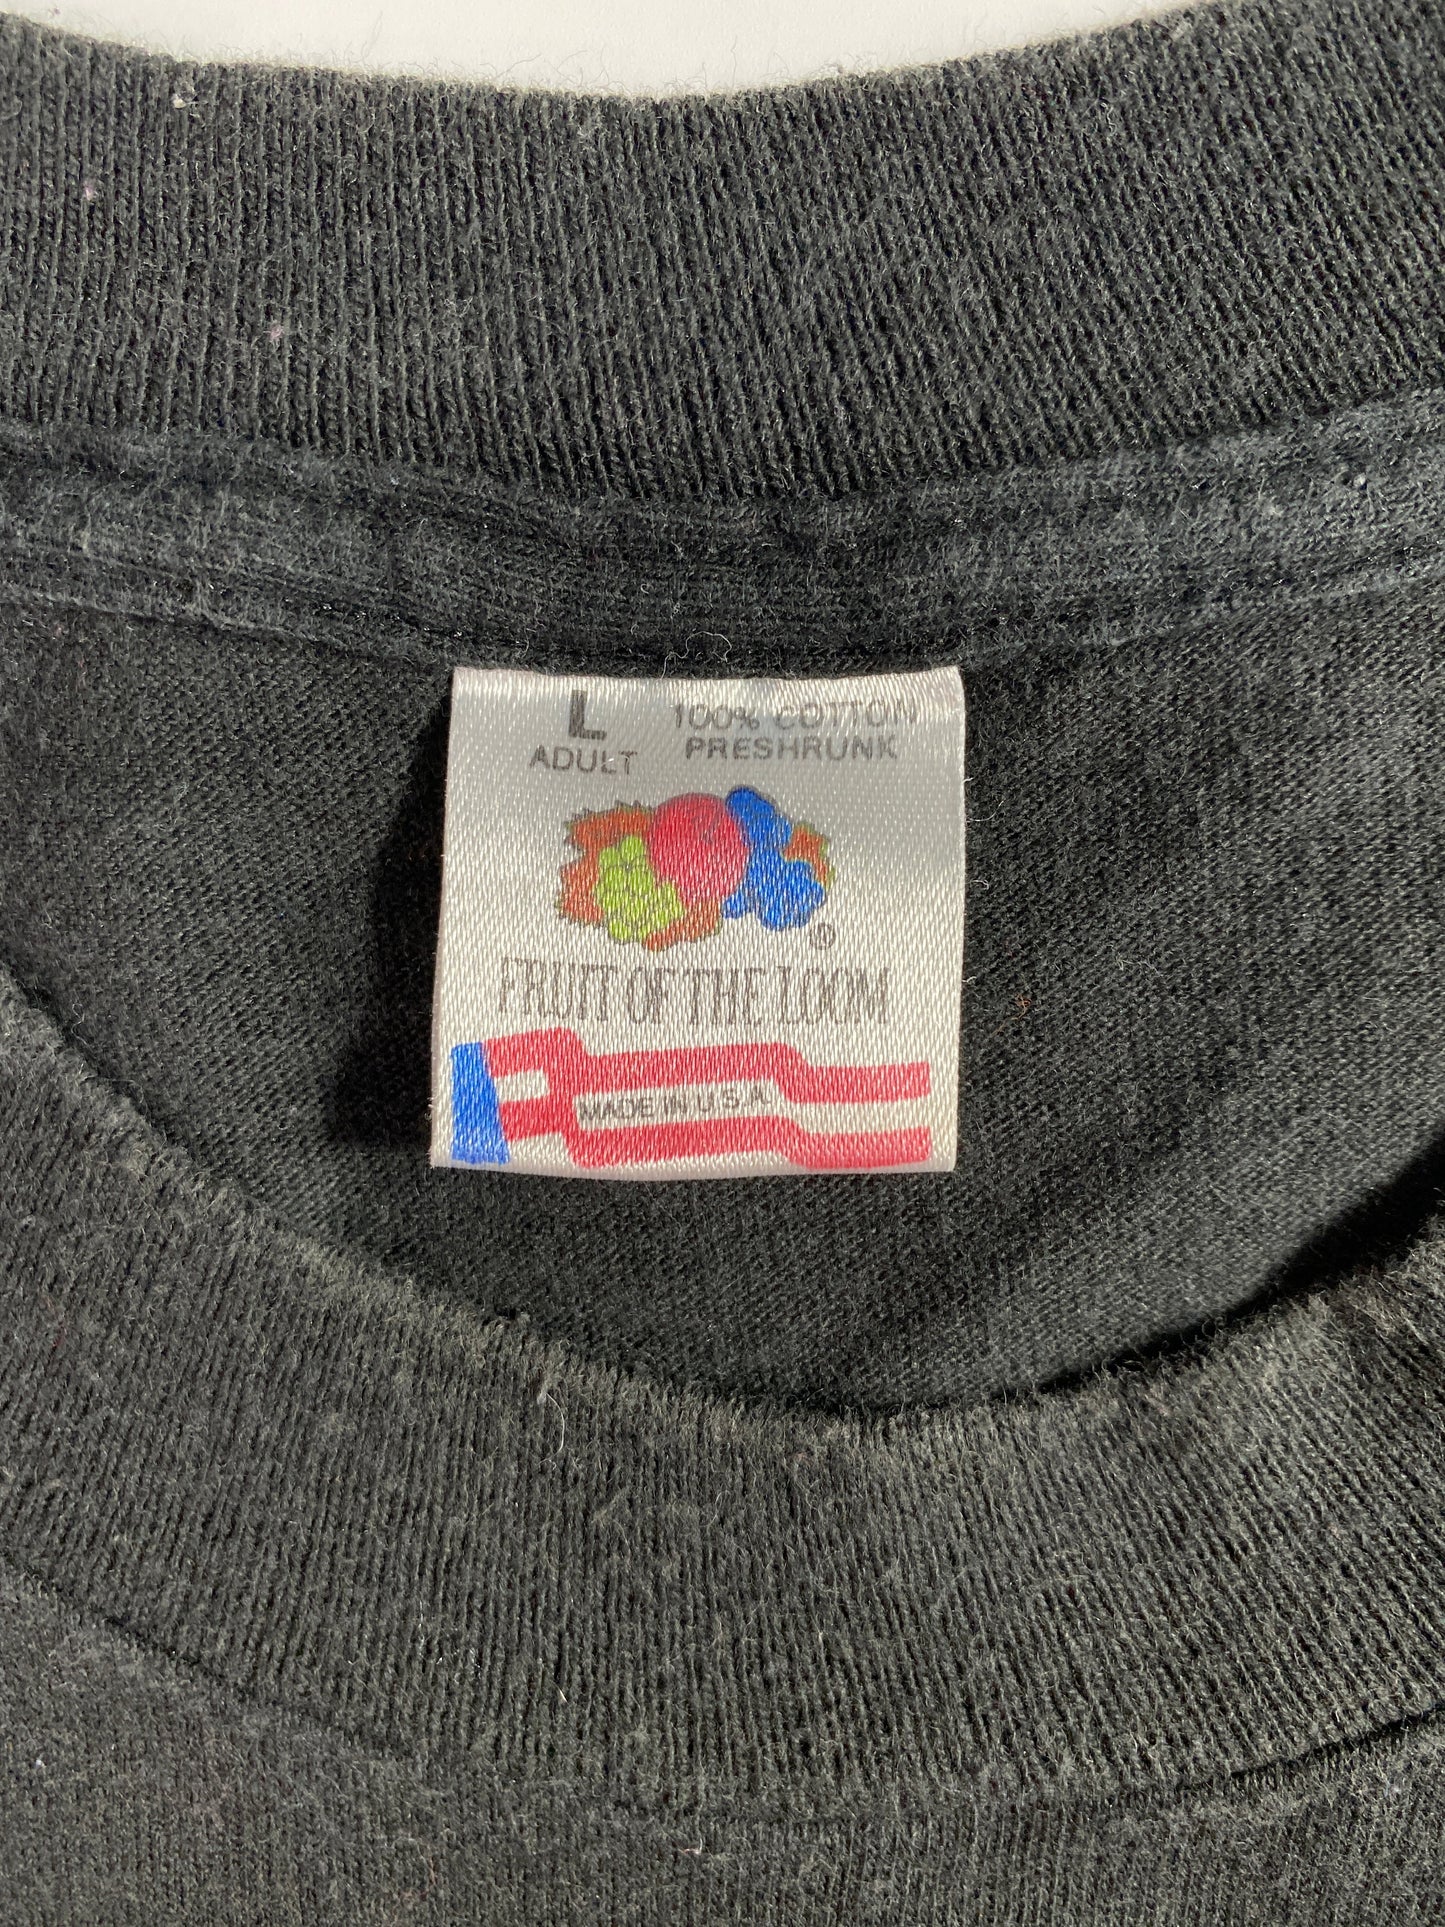 L 100% COTTON
ADULT PRESHRUNK
®
FRUIT OF THE LOOM
MADE IN U.S.A.